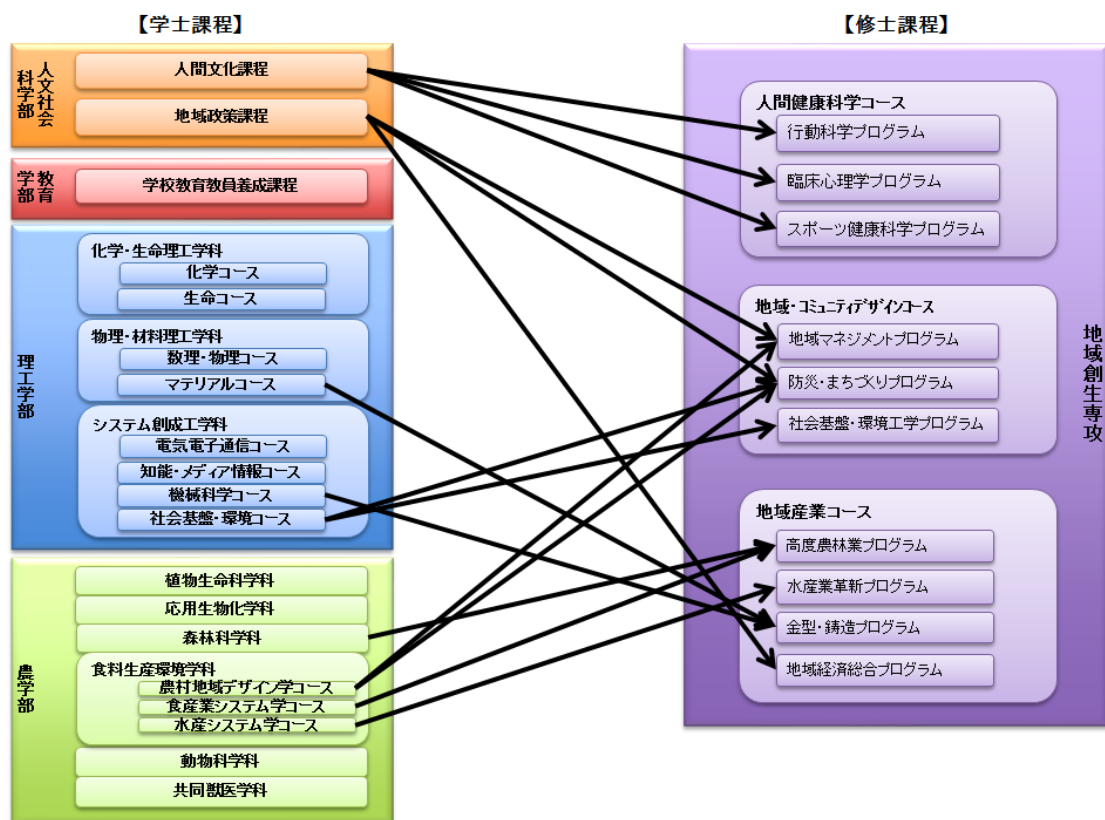 【学士課程】
人文社会
科学部
人間文化課程
地域政策課程
教育
学部
学校教育教員養成課程
理工学部
化学・生命理工学科
化学コース
生命コース
物理・材料理工学科
数理・物理コース
マテリアルコース
システム創成工学科
電気電子通信コース
知能・メディア情報コース
機械科学コース
社会基盤・環境コース
農学部
植物生命科学科
応用生物化学科
森林科学科
食料生産環境学科
農村地域デザイン学コース
食産業システム学コース
水産システム学コース
動物科学科
共同獣医学科
【修士課程】
地域創生専攻
人間健康科学コース
行動科学プログラム
臨床心理学プログラム
スポーツ健康科学プログラム
地域・コミュニティデザインコース
地域マネジメントプログラム
防災・まちづくりプログラム
社会基盤・環境工学プログラム
地域産業コース
高度農林業プログラム
水産業革新プログラム
金型・鋳造プログラム
地域経済総合プログラム